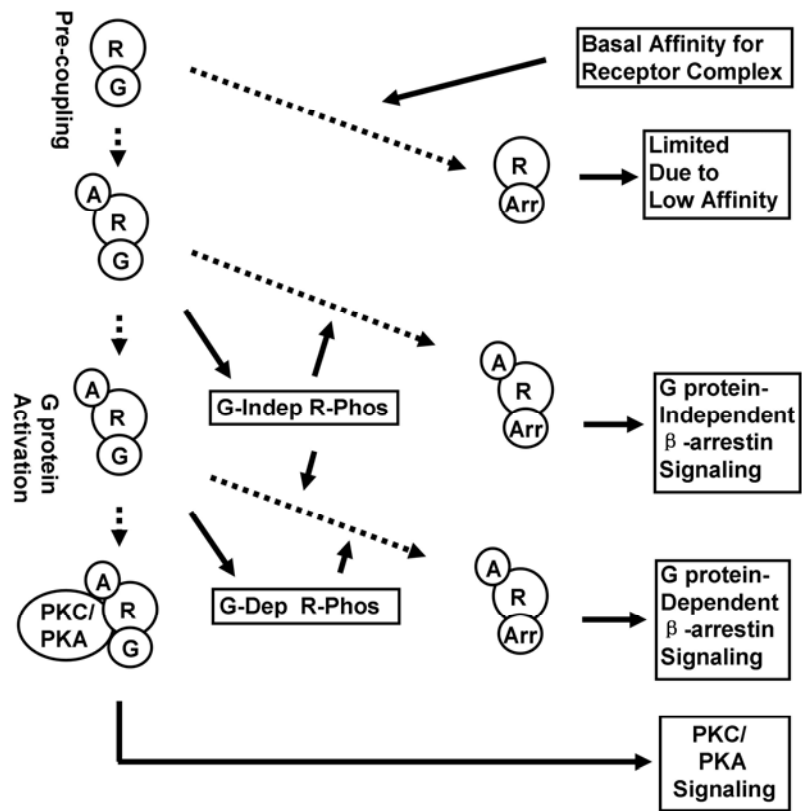 Pre-coupling
R
G
Basal Affinity for
Receptor Complex
R
Arr
Limited
Due to
Low Affinity
A
R
G
G protein
Activation
A
R
G
G-Indep R-Phos
A
R
Arr
G protein-
Independent
β-arrestin
Signaling
PKC/
PKA
A
R
G
G-Dep R-Phos
A
R
Arr
G protein-
Dependent
β-arrestin
Signaling
PKC/
PKA
Signaling